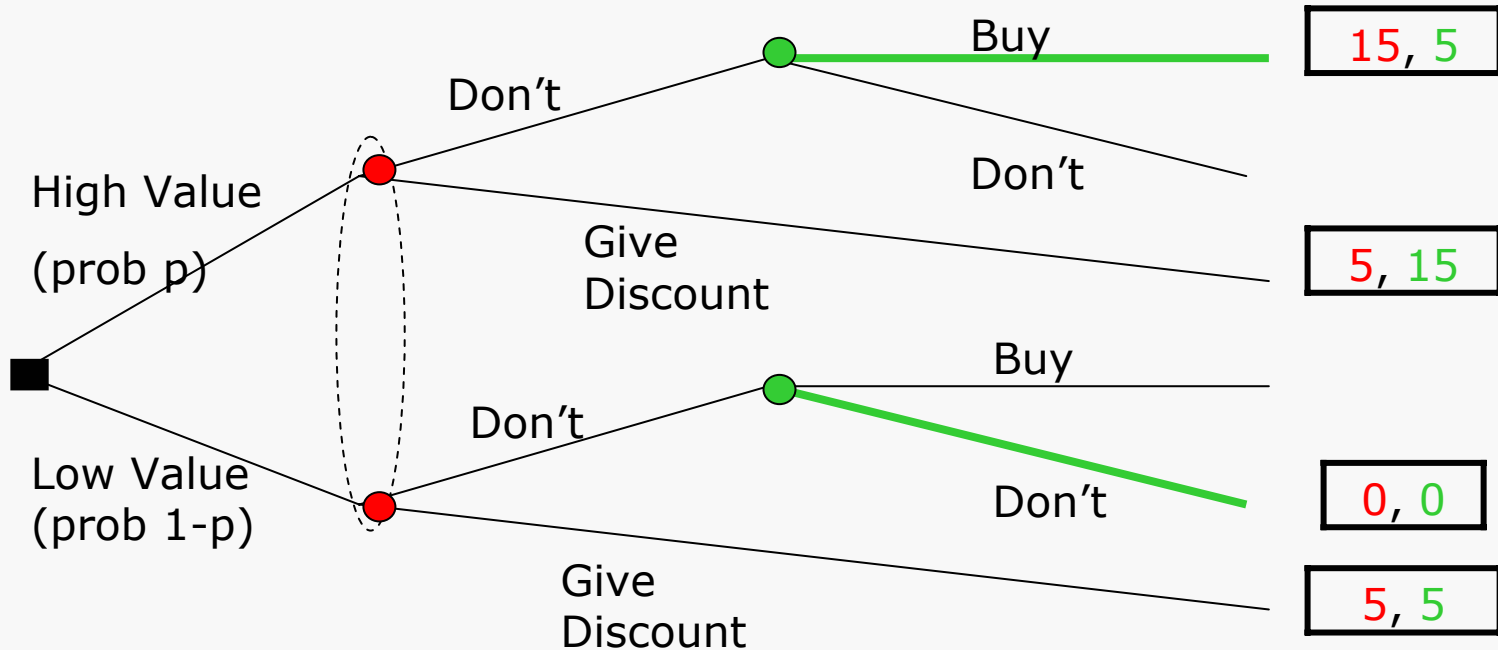 Buy
15, 5
Don't
Don’t
High Value
(prob p)
Give
Discount
5, 15
Buy
Don’t
Low Value
(prob 1-p)
Don’t
0, 0
Give
Discount
5, 5